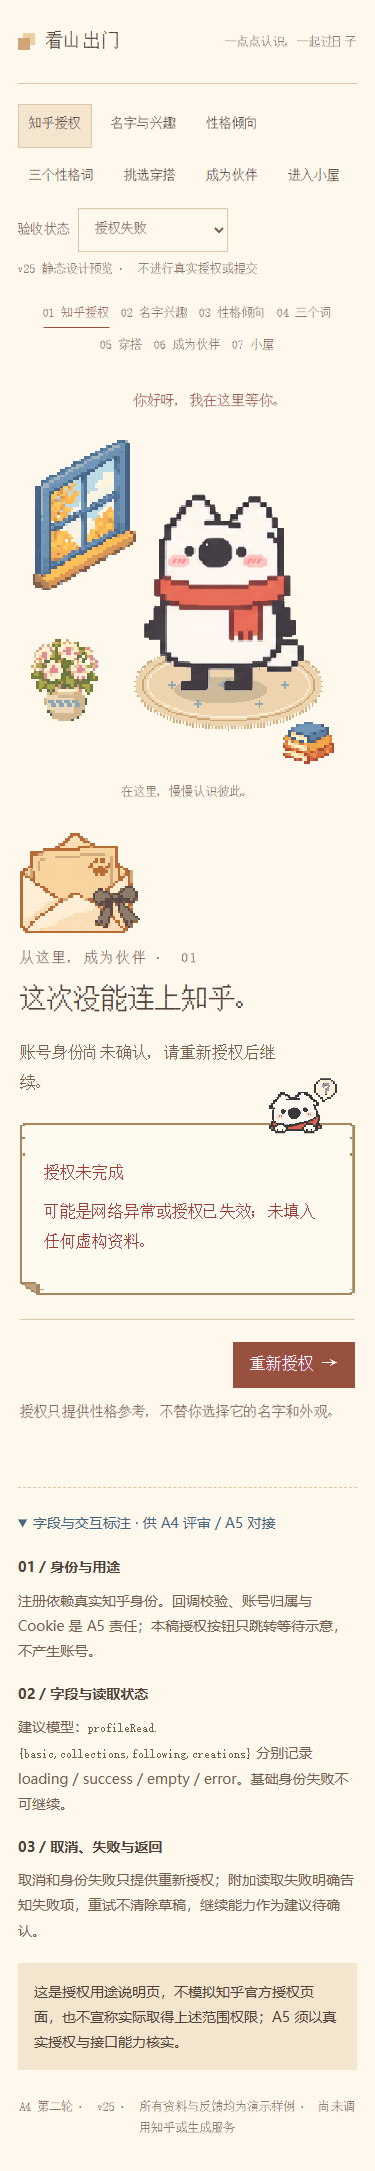 看山出门
一点点认识，一起过日子
知乎授权 名字与兴趣 性格倾向
三个性格词 挑选穿搭 成为伙伴 进入小屋
验收状态 授权失败
v25 静态设计预览 · 不进行真实授权或提交
01 知乎授权 02 名字兴趣 03 性格倾向 04 三个词
05 穿搭 06 成为伙伴 07 小屋
你好呀，我在这里等你。
在这里，慢慢认识彼此。
从这里，成为伙伴 · 01
这次没能连上知乎。
账号身份尚未确认，请重新授权后继
续。
?
授权未完成
可能是网络异常或授权已失效；未填入
任何虚构资料。
重新授权 →
授权只提供性格参考，不替你选择它的名字和外观。
▼ 字段与交互标注 · 供 A4 评审 / A5 对接
01 / 身份与用途
注册依赖真实知乎身份。回调校验、账号归属与
Cookie 是 A5 责任；本稿授权按钮只跳转等待示意，
不产生账号。
02 / 字段与读取状态
建议模型：profileRead.
{basic,collections,following,creations} 分别记录
loading / success / empty / error。基础身份失败不
可继续。
03 / 取消、失败与返回
取消和身份失败只提供重新授权；附加读取失败明确告
知失败项，重试不清除草稿，继续能力作为建议待确
认。
这是授权用途说明页，不模拟知乎官方授权页
面，也不宣称实际取得上述范围权限；A5 须以真
实授权与接口能力核实。
A4 第二轮 · v25 · 所有资料与反馈均为演示样例 · 尚未调
用知乎或生成服务